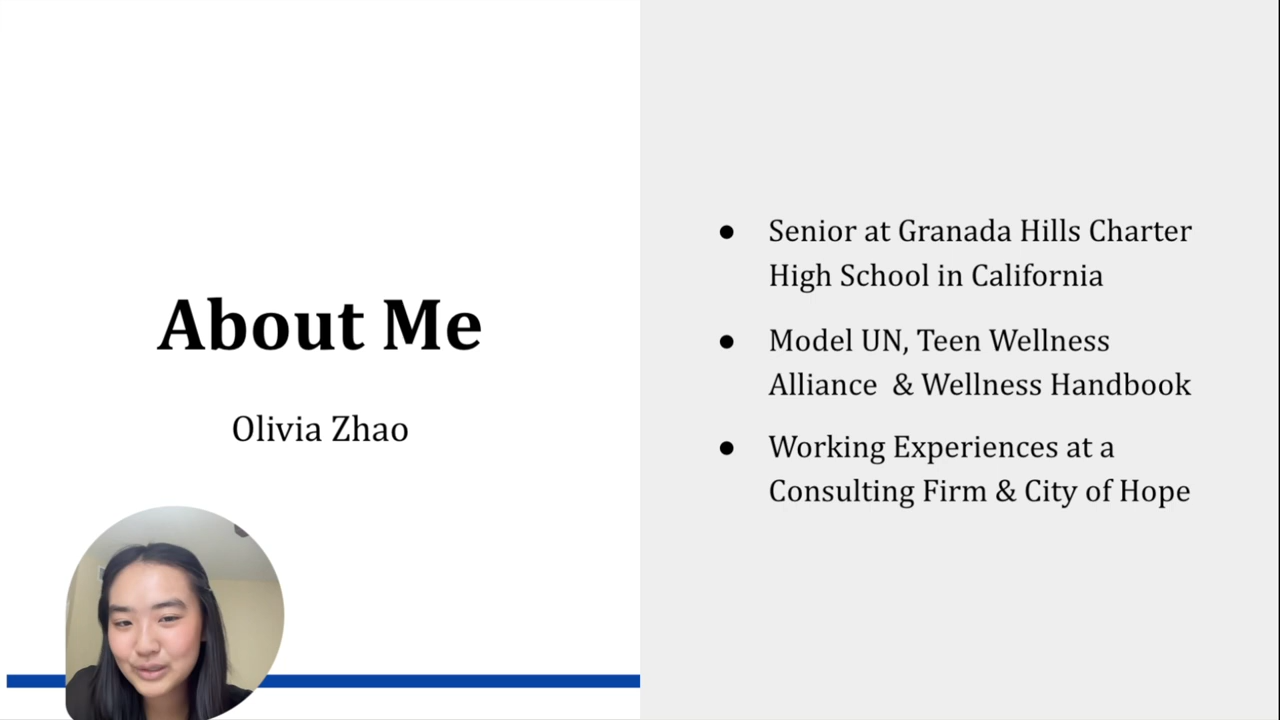 About Me
Olivia Zhao
● Senior at Granada Hills Charter
High School in California
● Model UN, Teen Wellness
Alliance & Wellness Handbook
● Working Experiences at a
Consulting Firm & City of Hope